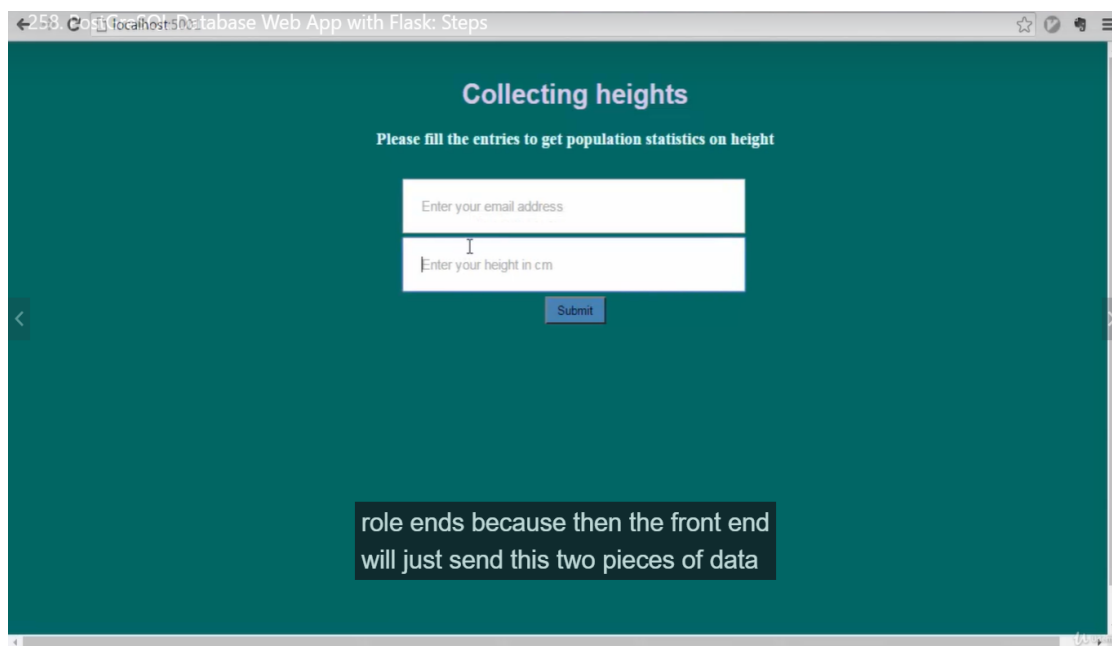 258. PostGreSQL Database Web App with Flask: Steps
localhost:500
Collecting heights
Please fill the entries to get population statistics on height
Enter your email address
Enter your height in cm
Submit
role ends because then the front end
will just send this two pieces of data